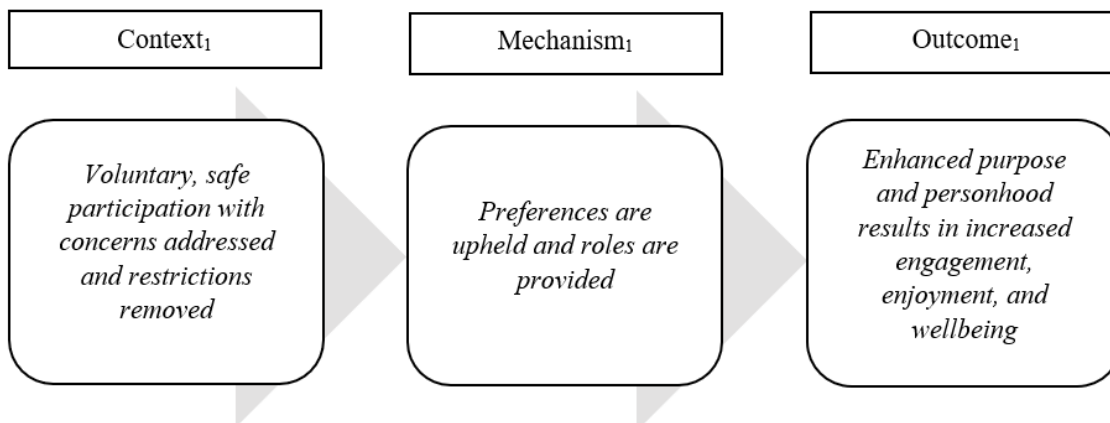 Context₁
Mechanism₁
Outcome₁
Voluntary, safe
participation with
concerns addressed
and restrictions
removed
Preferences are
upheld and roles are
provided
Enhanced purpose
and personhood
results in increased
engagement,
enjoyment, and
wellbeing